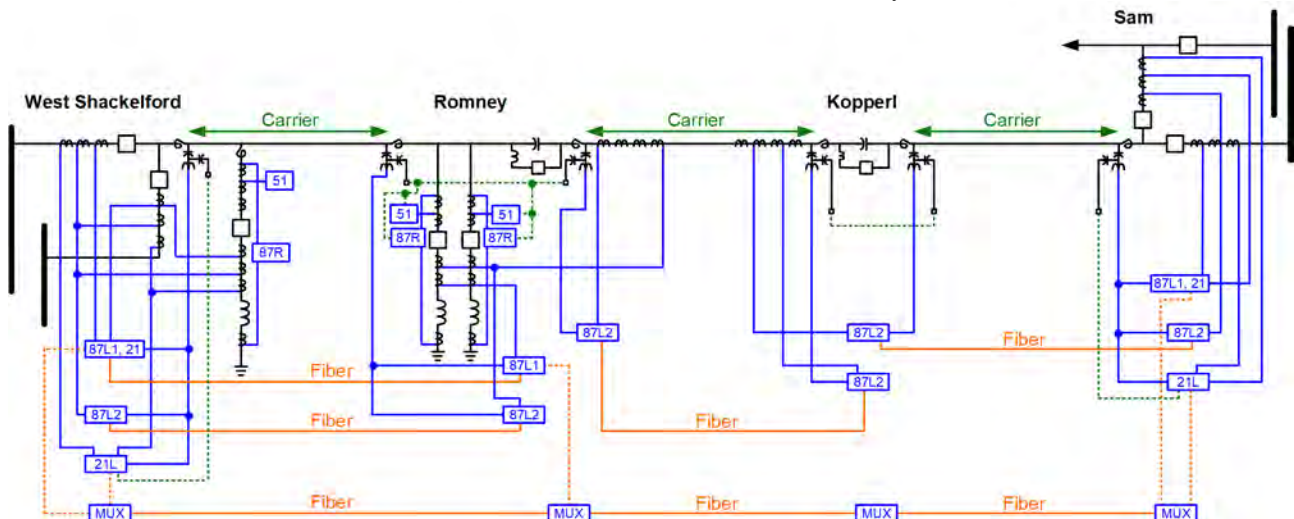 Sam
West Shackelford
Romney
Kopperl
Carrier
Carrier
Carrier
51
51
51
87R
87R
87R
87L1, 21
87L2
87L2
87L2
87L1, 21
87L1
87L2
Fiber
Fiber
87L2
21L
87L2
Fiber
Fiber
21L
Fiber
Fiber
Fiber
MUX
MUX
MUX
MUX